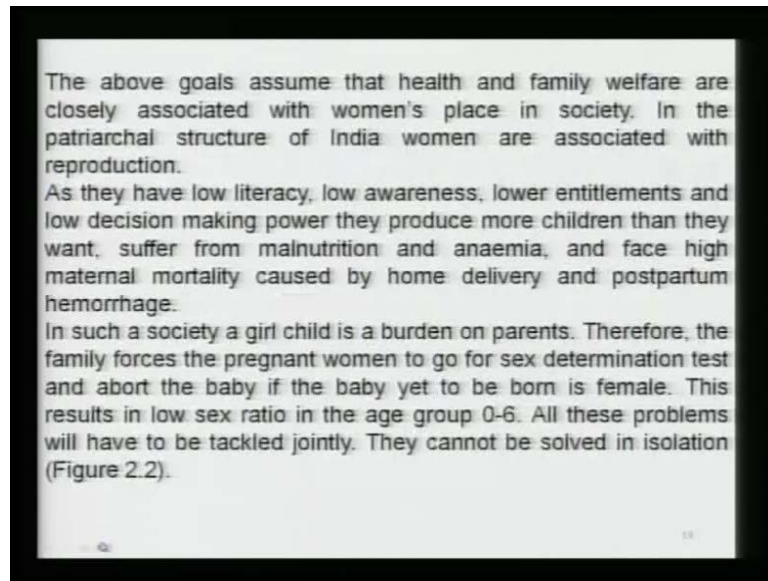 The above goals assume that health and family welfare are
closely associated with women's place in society. In the
patriarchal structure of India women are associated with
reproduction.
As they have low literacy, low awareness, lower entitlements and
low decision making power they produce more children than they
want, suffer from malnutrition and anaemia, and face high
maternal mortality caused by home delivery and postpartum
hemorrhage.
In such a society a girl child is a burden on parents. Therefore, the
family forces the pregnant women to go for sex determination test
and abort the baby if the baby yet to be born is female. This
results in low sex ratio in the age group 0-6. All these problems
will have to be tackled jointly. They cannot be solved in isolation
(Figure 2.2).